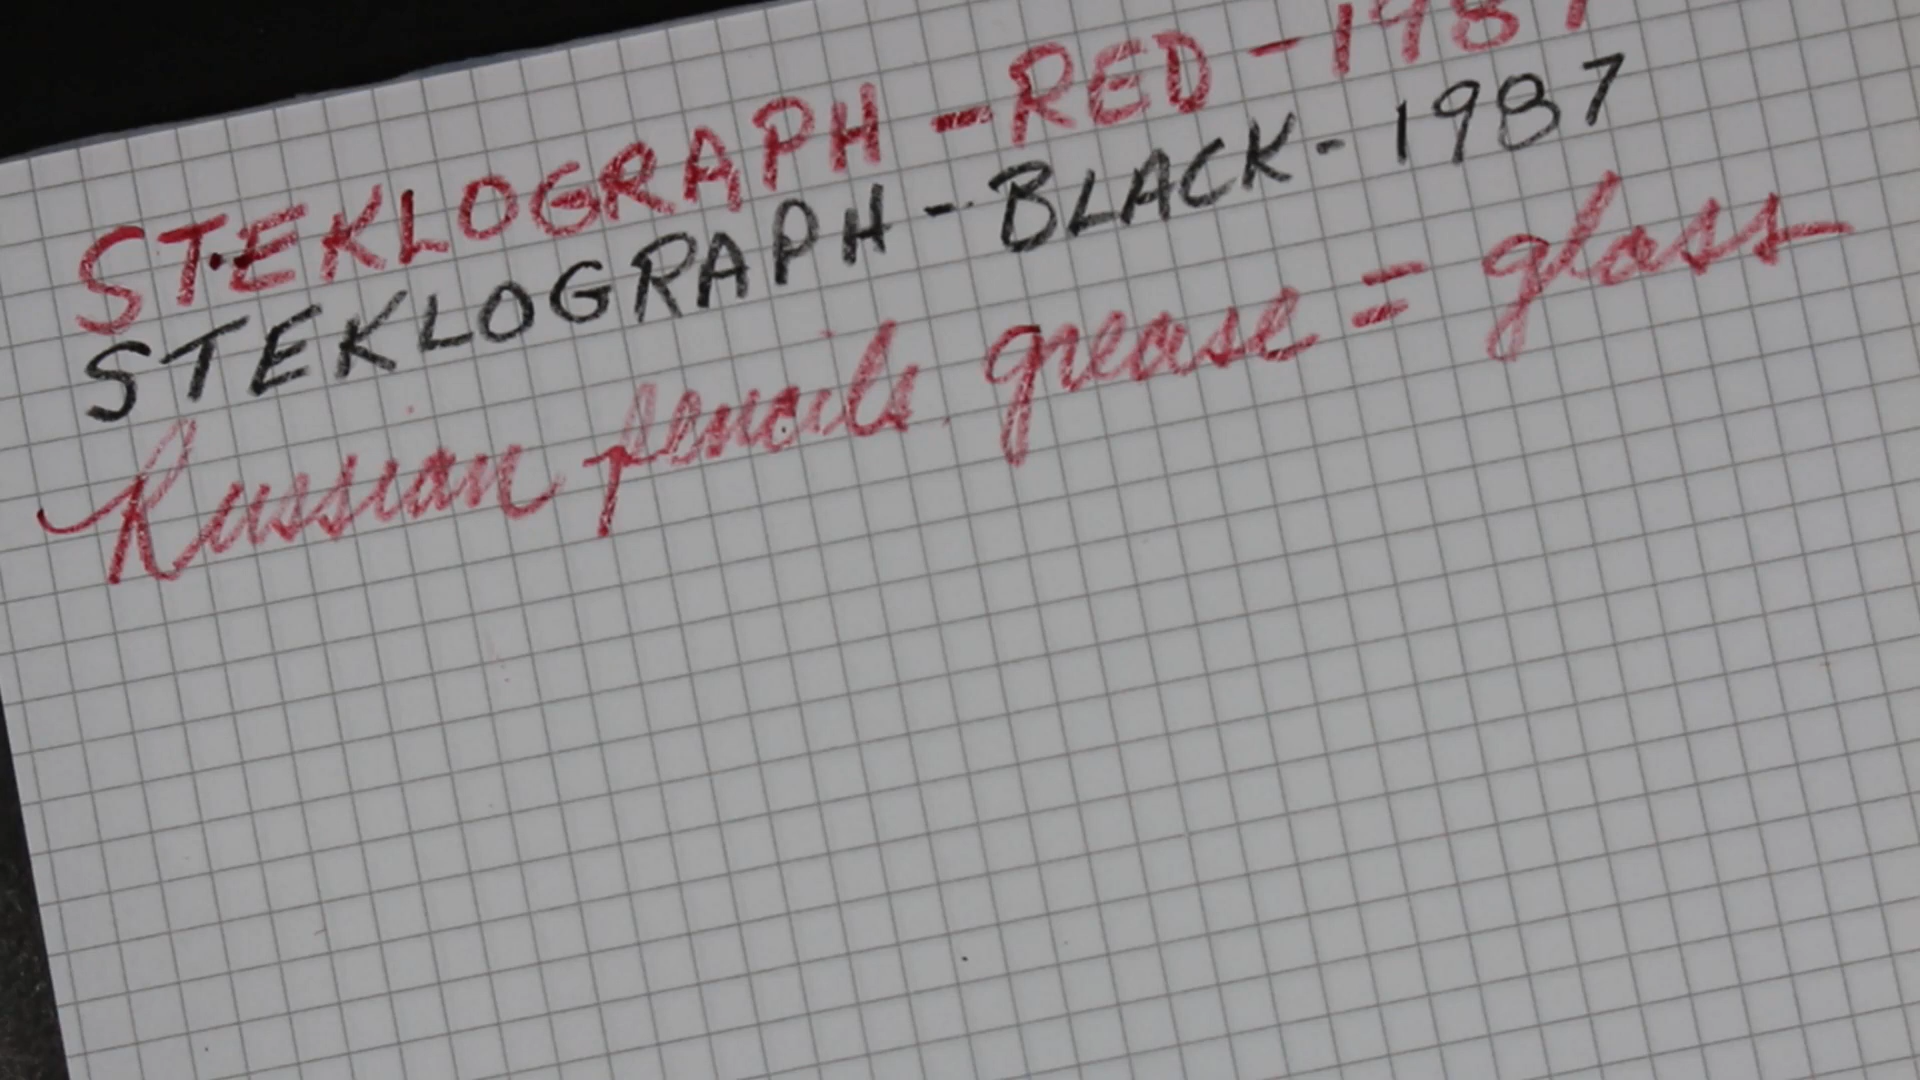 STEKLOGRAPH - RED - 1987
STEKLOGRAPH - BLACK - 1987
Russian pencils grease = glass